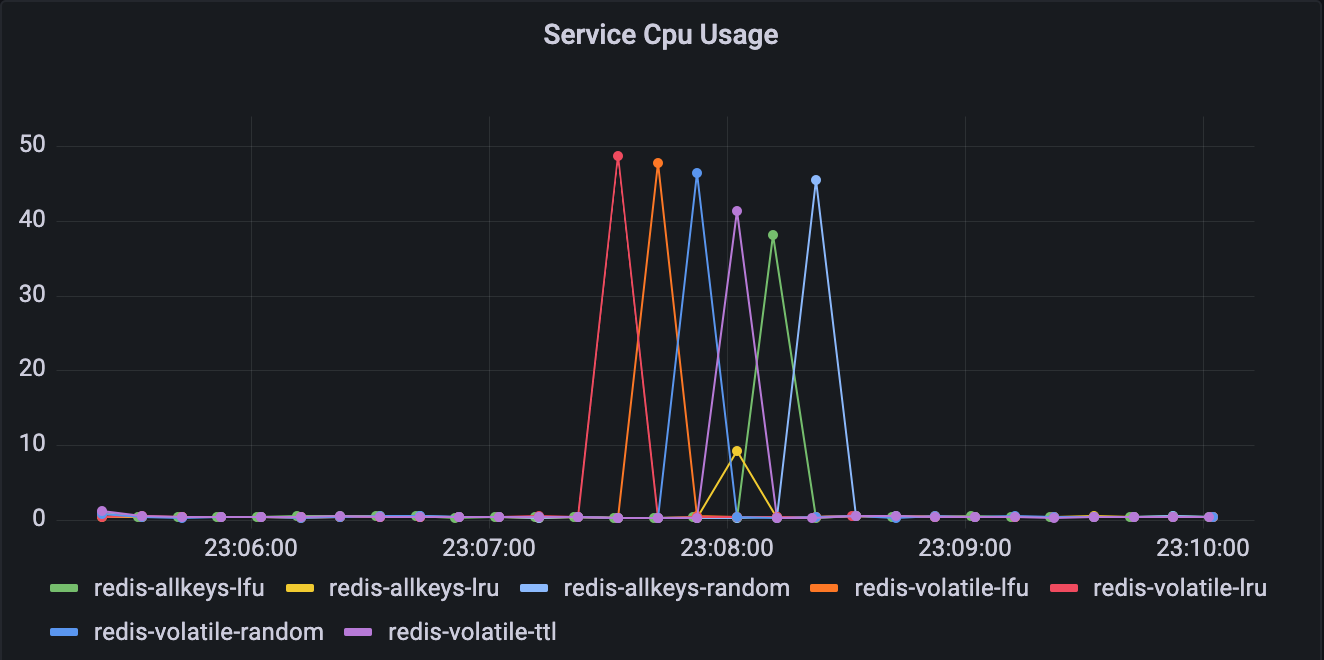 Service Cpu Usage
50
40
30
20
10
0
23:06:00 23:07:00 23:08:00 23:09:00 23:10:00
redis-allkeys-lfu redis-allkeys-lru redis-allkeys-random redis-volatile-lfu redis-volatile-lru
redis-volatile-random redis-volatile-ttl